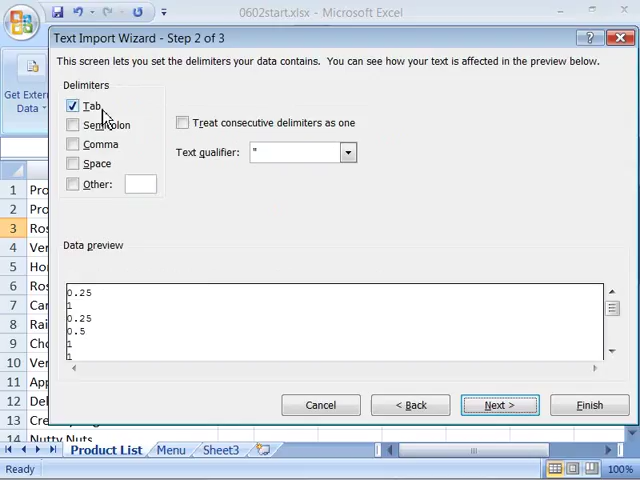 0602start.xlsx - Microsoft Excel
Text Import Wizard - Step 2 of 3
This screen lets you set the delimiters your data contains. You can see how your text is affected in the preview below.
Delimiters
Tab
Semicolon
Comma
Space
Other:
Treat consecutive delimiters as one
Text qualifier: "
Data preview
0.25
1
0.25
0.5
1
1
Cancel
< Back
Next >
Finish
Get Exter
Data
1 Pro
2 Pro
3 Ros
4 Ver
5 Hor
6 Ros
7 Car
8 Rai
9 Cho
10 Ver
11 App
12 Del
13 Cre
14 Nutty Nuts
Product List Menu Sheet3
Ready 100%